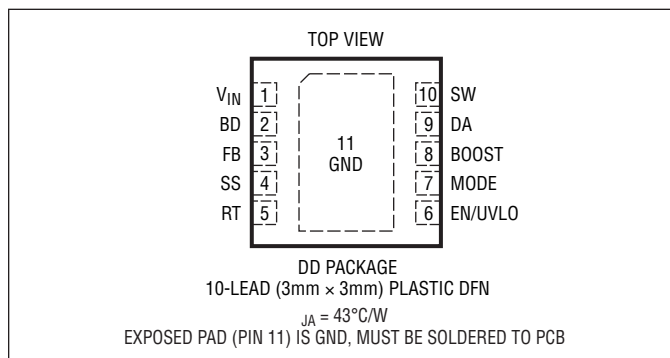 TOP VIEW
VIN 1 10 SW
BD 2 9 DA
FB 3 11 8 BOOST
GND
SS 4 7 MODE
RT 5 6 EN/UVLO
DD PACKAGE
10-LEAD (3mm × 3mm) PLASTIC DFN
JA = 43°C/W
EXPOSED PAD (PIN 11) IS GND, MUST BE SOLDERED TO PCB